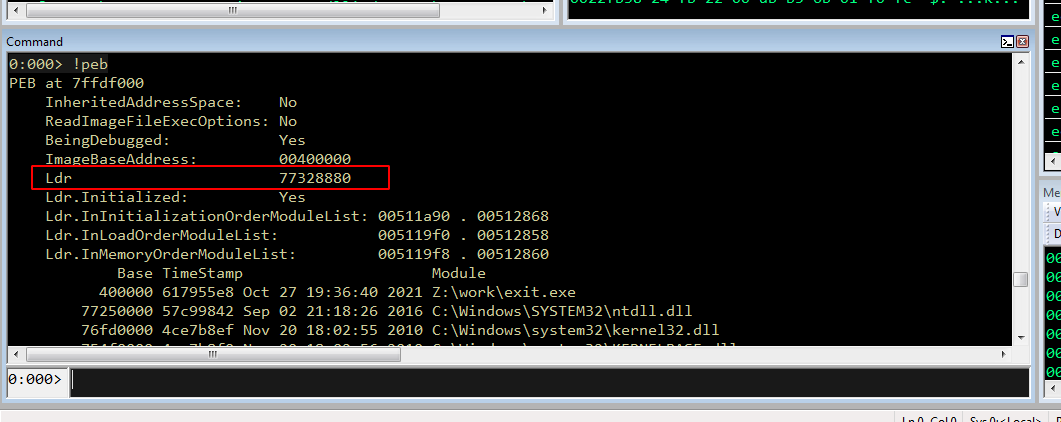 Command
0:000> !peb
PEB at 7ffdf000
InheritedAddressSpace: No
ReadImageFileExecOptions: No
BeingDebugged: Yes
ImageBaseAddress: 00400000
Ldr 77328880
Ldr.Initialized: Yes
Ldr.InInitializationOrderModuleList: 00511a90 . 00512868
Ldr.InLoadOrderModuleList: 005119f0 . 00512858
Ldr.InMemoryOrderModuleList: 005119f8 . 00512860
Base TimeStamp Module
400000 617955e8 Oct 27 19:36:40 2021 Z:\work\exit.exe
77250000 57c99842 Sep 02 21:18:26 2016 C:\Windows\SYSTEM32\ntdll.dll
76fd0000 4ce7b8ef Nov 20 18:02:55 2010 C:\Windows\system32\kernel32.dll
0:000>
Ln 0, Col 0 Sys 0:<Local>